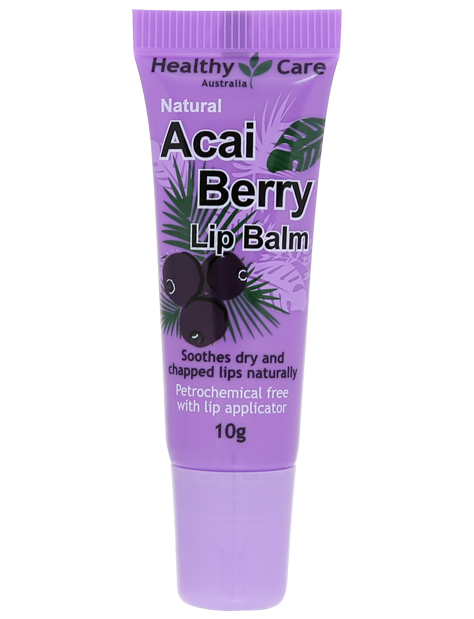 Healthy Care
Australia
Natural
Acai
Berry
Lip Balm
Soothes dry and
chapped lips naturally
Petrochemical free
with lip applicator
10g